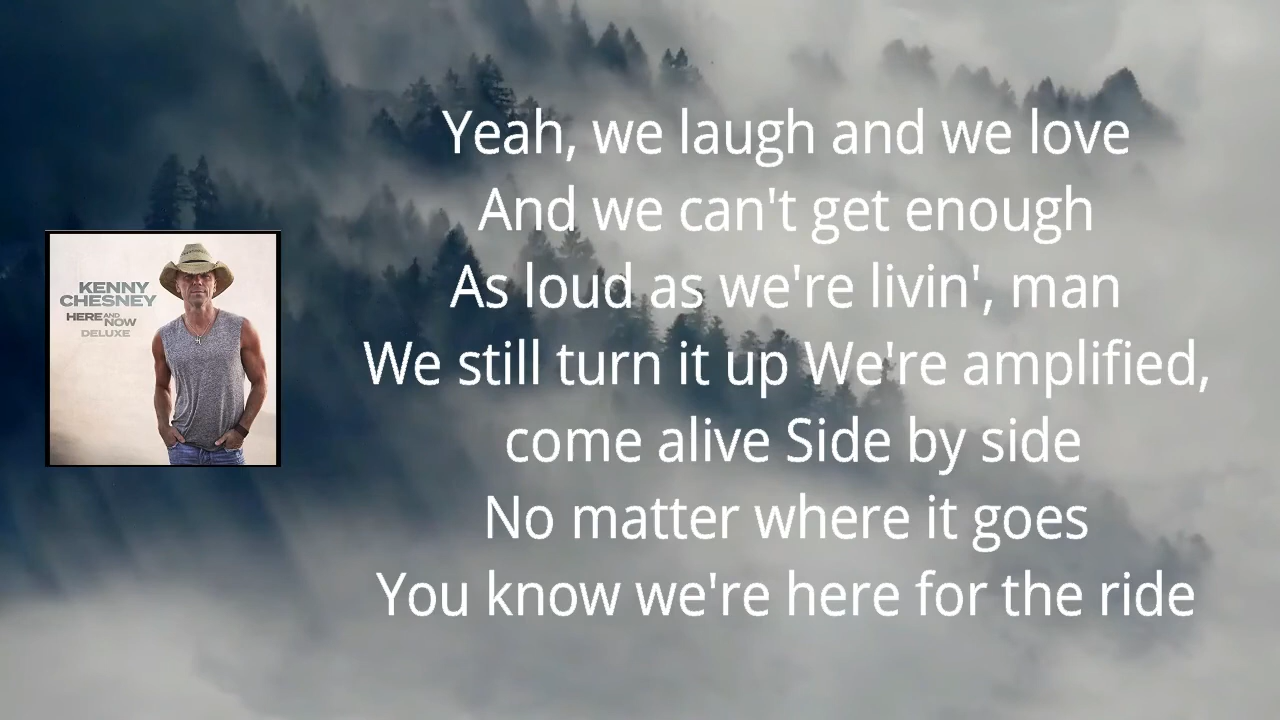 KENNY
CHESNEY
HERE AND NOW
DELUXE
Yeah, we laugh and we love
And we can't get enough
As loud as we're livin', man
We still turn it up We're amplified,
come alive Side by side
No matter where it goes
You know we're here for the ride